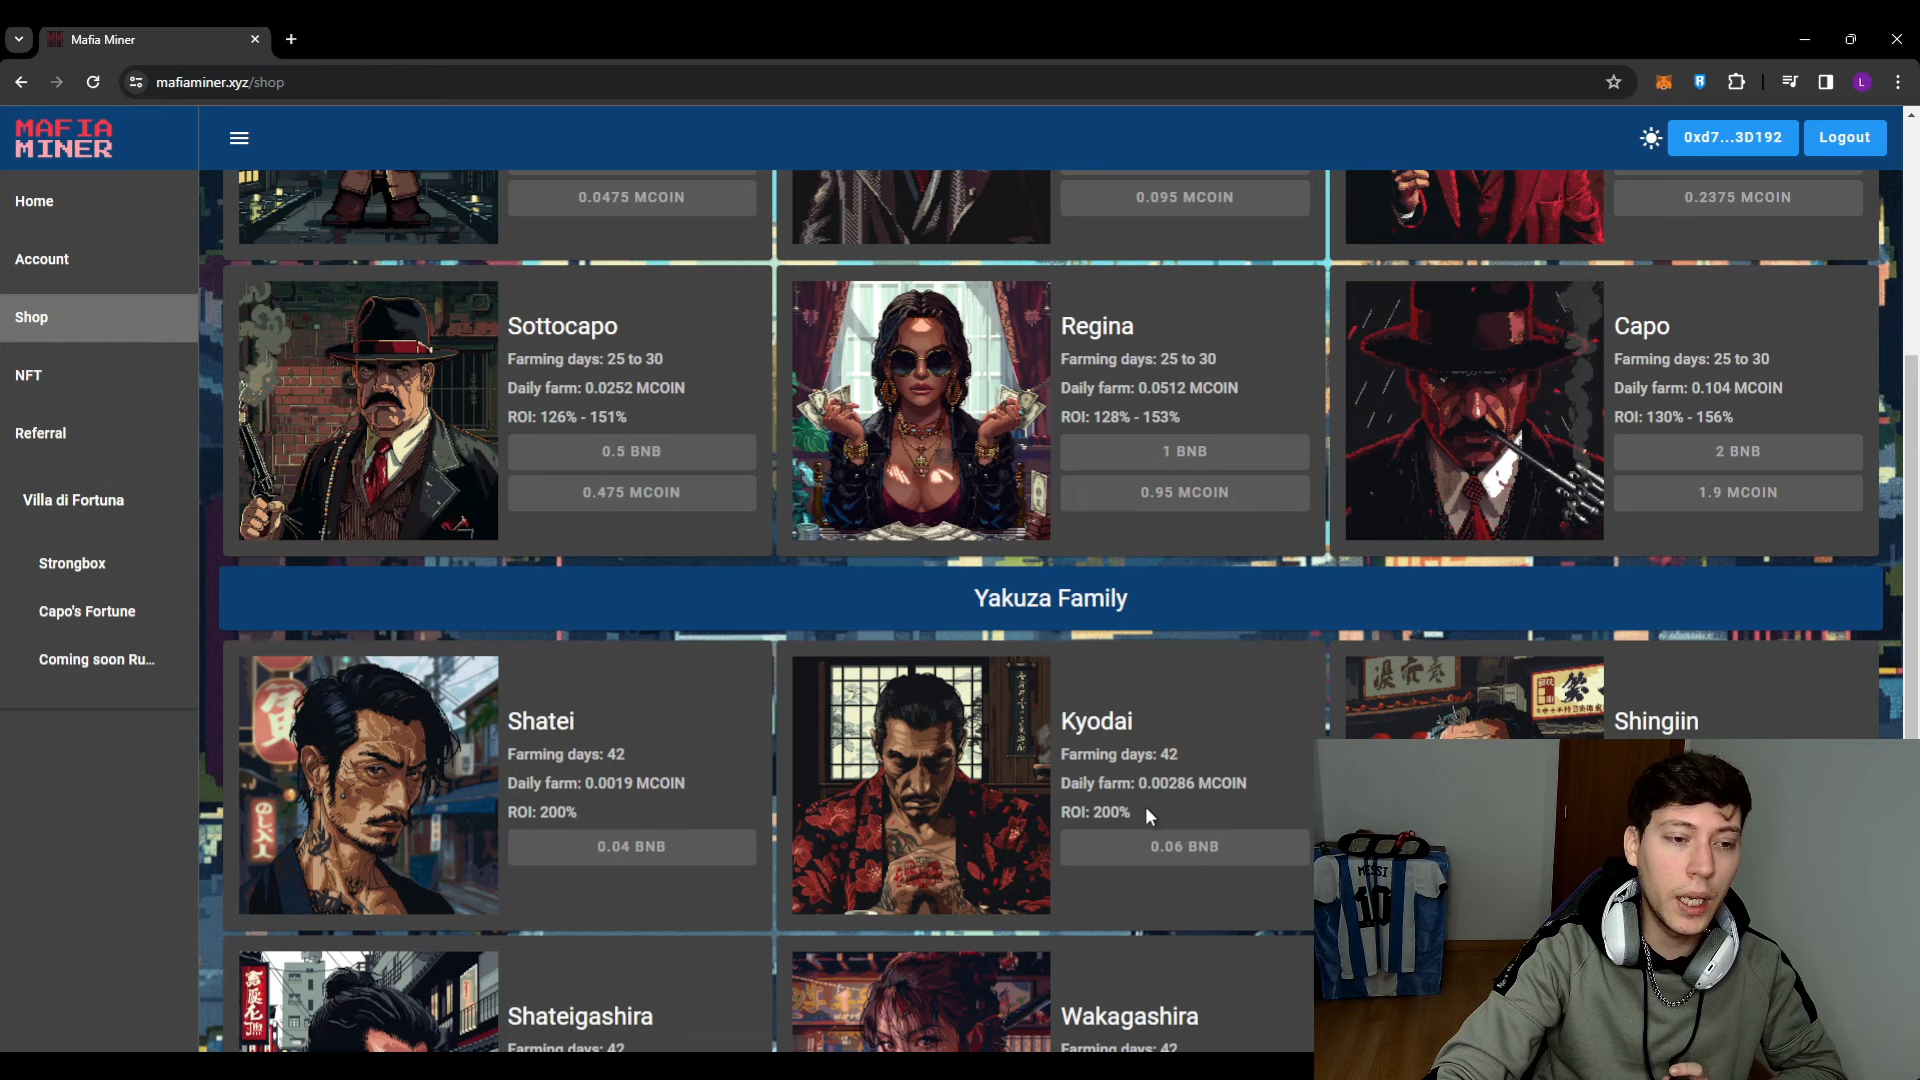 Mafia Miner
mafiaminer.xyz/shop
L
MAFIA
MINER
0xd7...3D192
Logout
Home
Account
Shop
NFT
Referral
Villa di Fortuna
Strongbox
Capo's Fortune
Coming soon Ru...
0.0475 MCOIN
0.095 MCOIN
0.2375 MCOIN
Sottocapo
Farming days: 25 to 30
Daily farm: 0.0252 MCOIN
ROI: 126% - 151%
0.5 BNB
0.475 MCOIN
Regina
Farming days: 25 to 30
Daily farm: 0.0512 MCOIN
ROI: 128% - 153%
1 BNB
0.95 MCOIN
Capo
Farming days: 25 to 30
Daily farm: 0.104 MCOIN
ROI: 130% - 156%
2 BNB
1.9 MCOIN
Yakuza Family
Shatei
Farming days: 42
Daily farm: 0.0019 MCOIN
ROI: 200%
0.04 BNB
Kyodai
Farming days: 42
Daily farm: 0.00286 MCOIN
ROI: 200%
0.06 BNB
Shingiin
Shateigashira
Farming days: 42
Wakagashira
Farming days: 42
MESSI
10